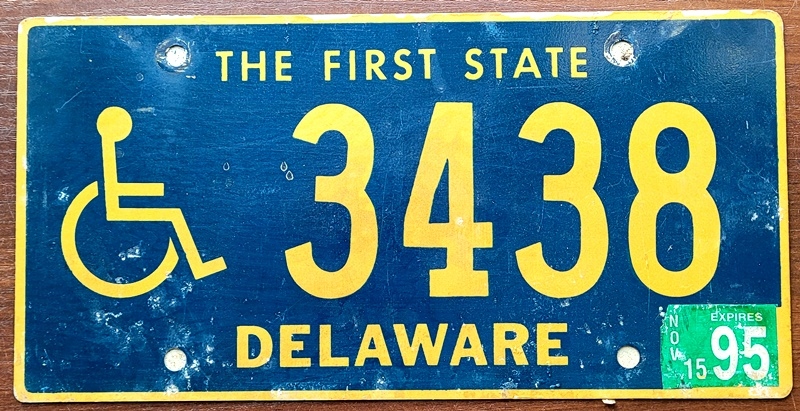 THE FIRST STATE
3438
DELAWARE
EXPIRES
NOV
15 95